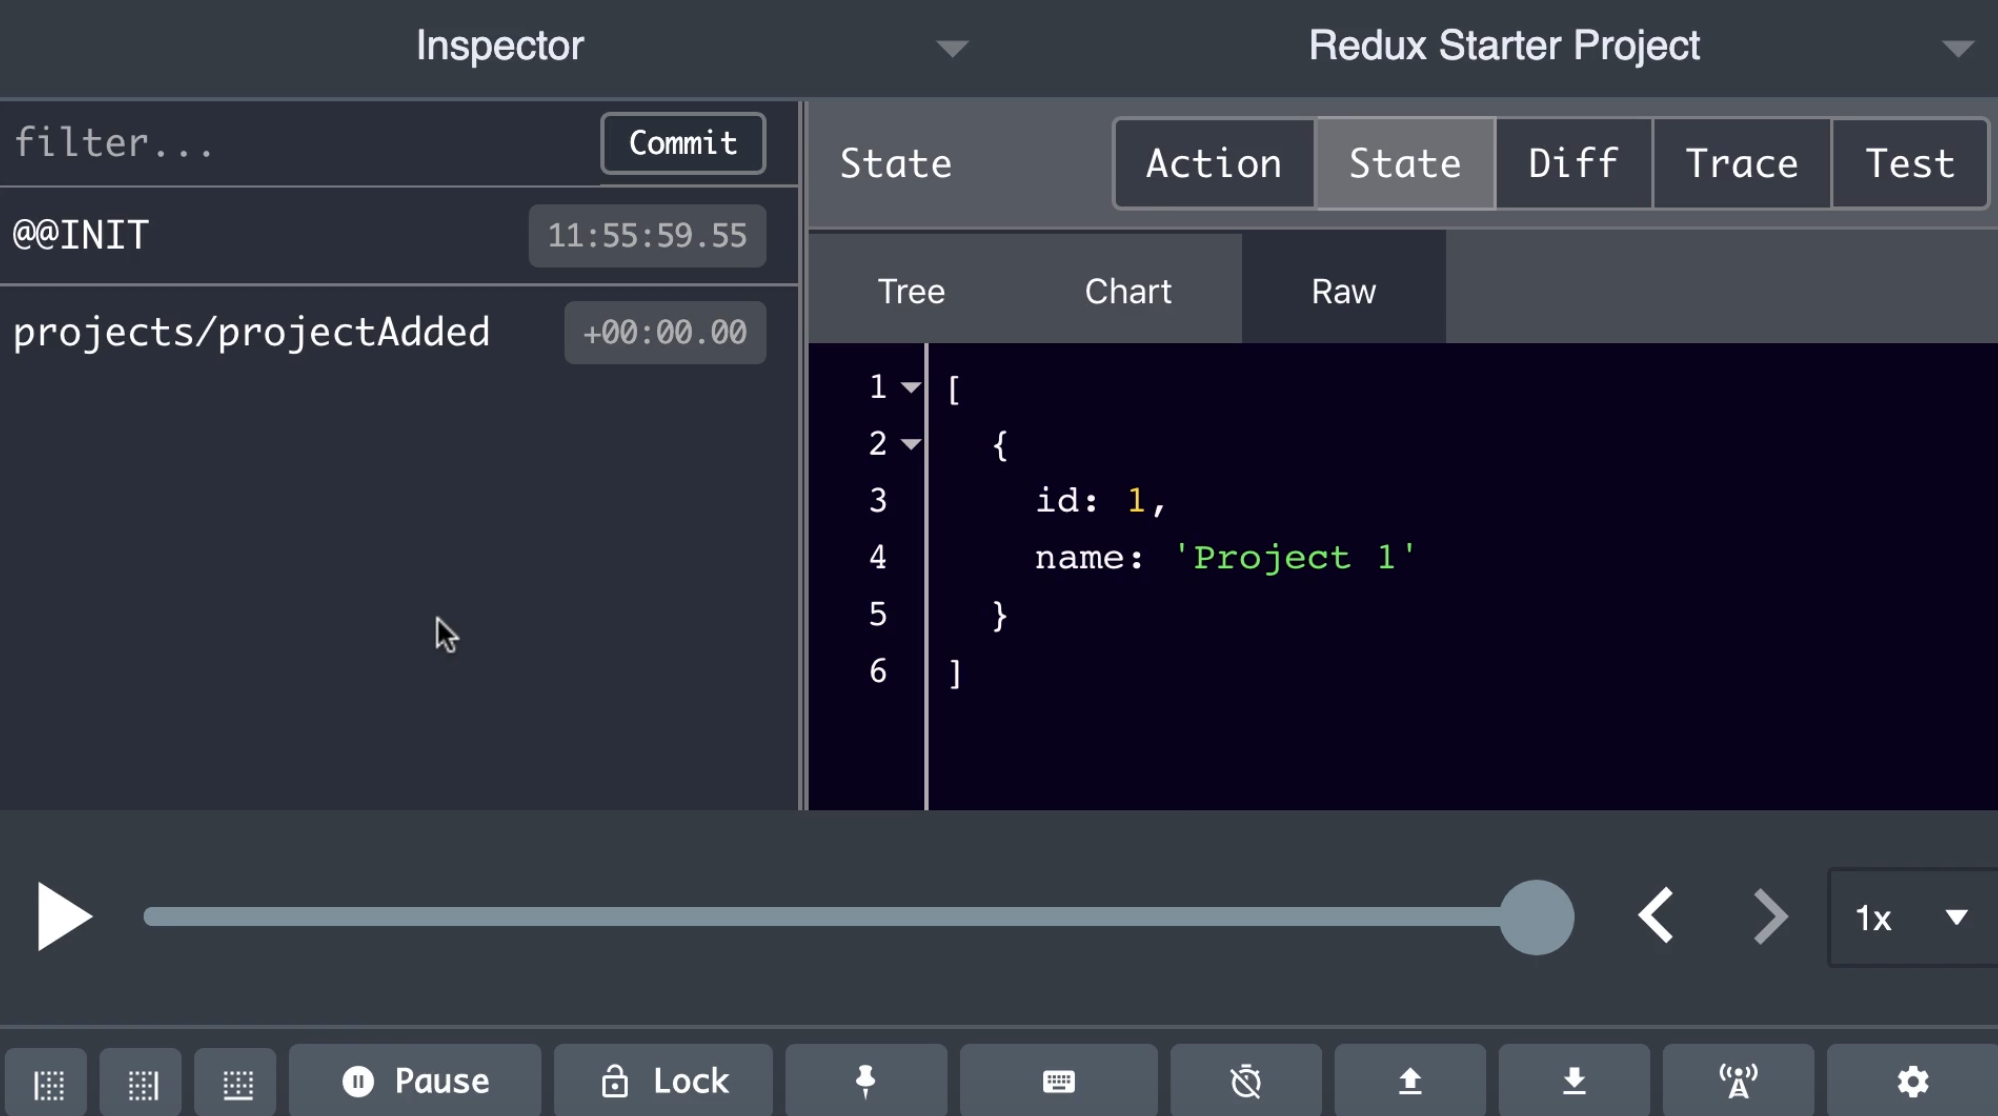 Inspector
Redux Starter Project
filter...
Commit
@@INIT
11:55:59.55
projects/projectAdded
+00:00.00
State
Action
State
Diff
Trace
Test
Tree
Chart
Raw
1 [
2 {
3 id: 1,
4 name: 'Project 1'
5 }
6 ]
1x
Pause
Lock